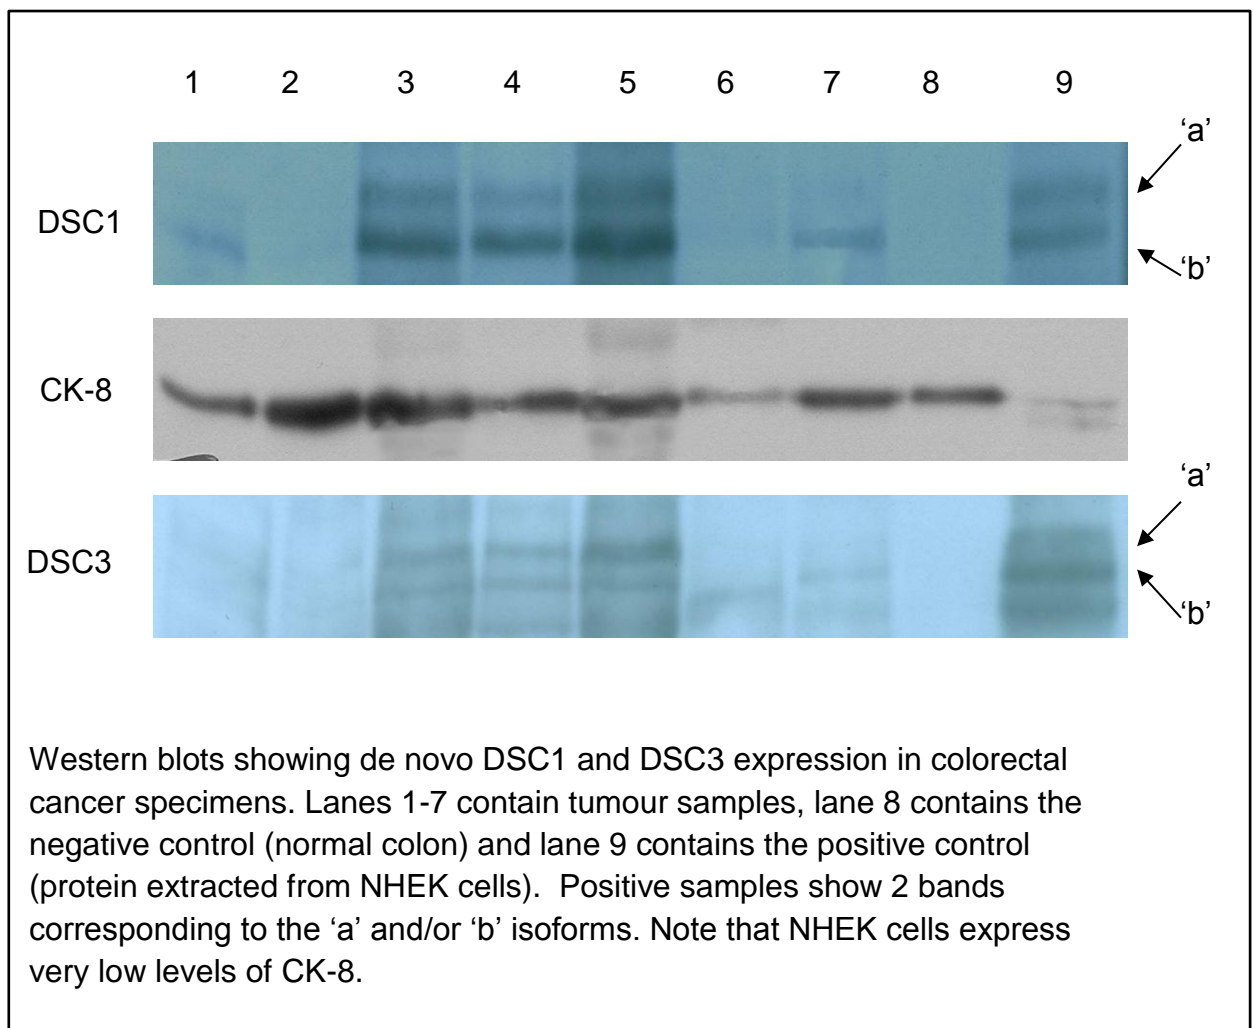 1 2 3 4 5 6 7 8 9
‘a’
DSC1
‘b’
CK-8
‘a’
DSC3
‘b’
Western blots showing de novo DSC1 and DSC3 expression in colorectal
cancer specimens. Lanes 1-7 contain tumour samples, lane 8 contains the
negative control (normal colon) and lane 9 contains the positive control
(protein extracted from NHEK cells).  Positive samples show 2 bands
corresponding to the ‘a’ and/or ‘b’ isoforms. Note that NHEK cells express
very low levels of CK-8.